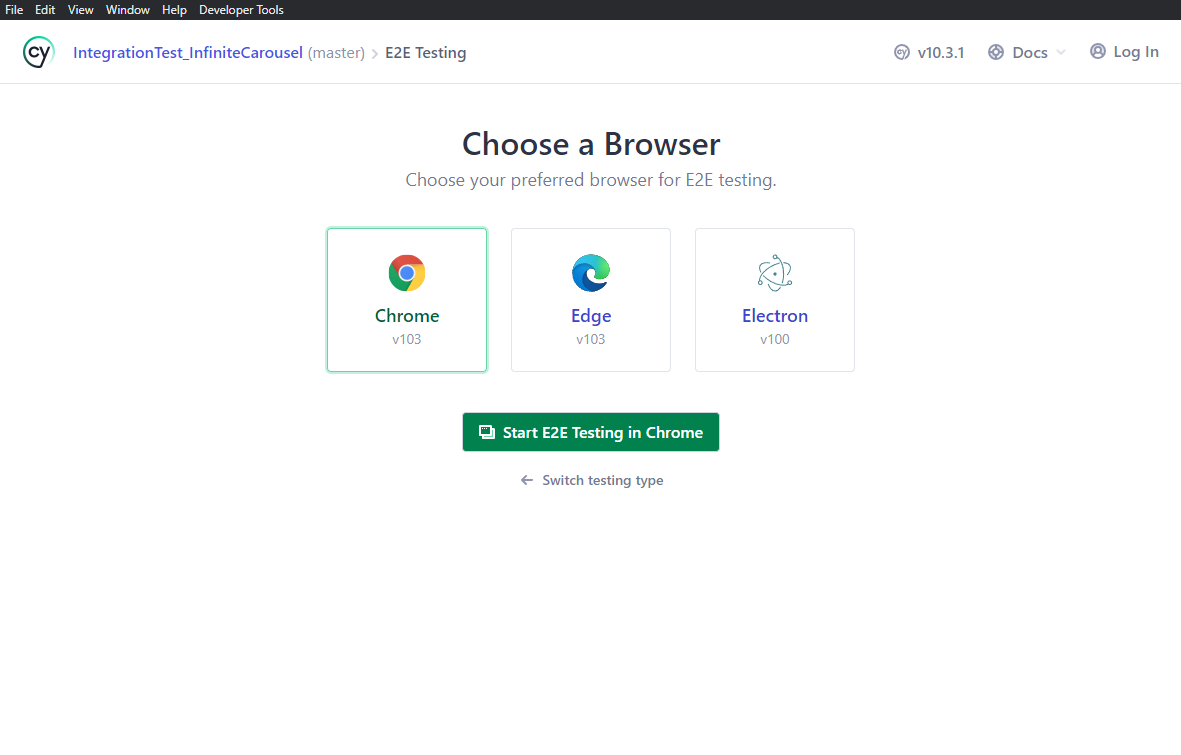 File Edit View Window Help Developer Tools
cy IntegrationTest_InfiniteCarousel (master) > E2E Testing cy v10.3.1 Docs Log In
Choose a Browser
Choose your preferred browser for E2E testing.
Chrome Edge Electron
v103 v103 v100
Start E2E Testing in Chrome
← Switch testing type